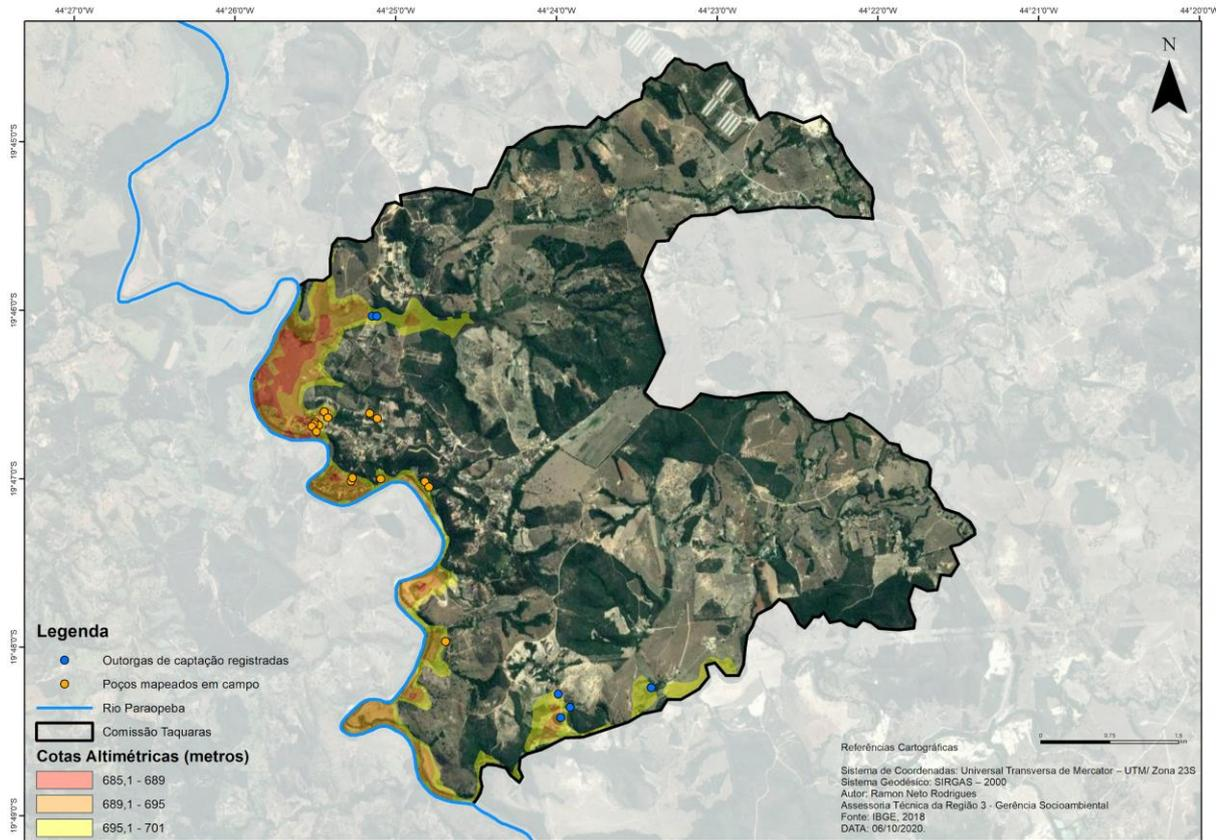 44°27'0"W 44°26'0"W 44°25'0"W 44°24'0"W 44°23'0"W 44°22'0"W 44°21'0"W 44°20'0"W
N
19°45'0"S
19°46'0"S
19°47'0"S
19°48'0"S
19°49'0"S
Legenda
Outorgas de captação registradas
Poços mapeados em campo
Rio Paraopeba
Comissão Taquaras
Cotas Altimétricas (metros)
685,1 - 689
689,1 - 695
695,1 - 701
0 0.75 1.5
km
Referências Cartográficas
Sistema de Coordenadas: Universal Transversa de Mercator – UTM/ Zona 23S
Sistema Geodésico: SIRGAS – 2000
Autor: Ramon Neto Rodrigues
Assessoria Técnica da Região 3 - Gerência Socioambiental
Fonte: IBGE, 2018
DATA: 06/10/2020.